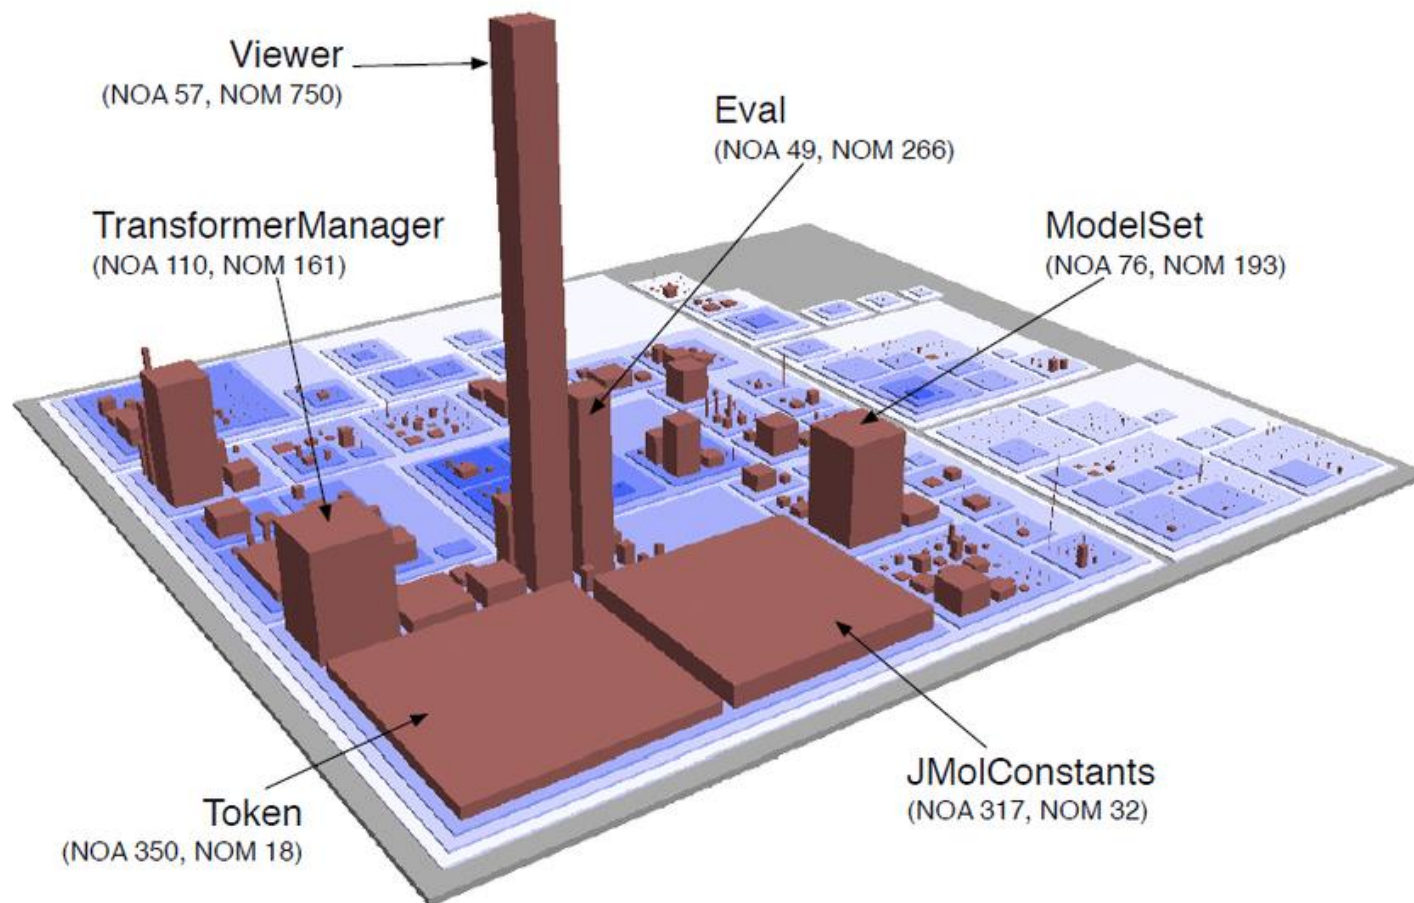 Viewer
(NOA 57, NOM 750)
Eval
(NOA 49, NOM 266)
TransformerManager
(NOA 110, NOM 161)
ModelSet
(NOA 76, NOM 193)
JMolConstants
(NOA 317, NOM 32)
Token
(NOA 350, NOM 18)